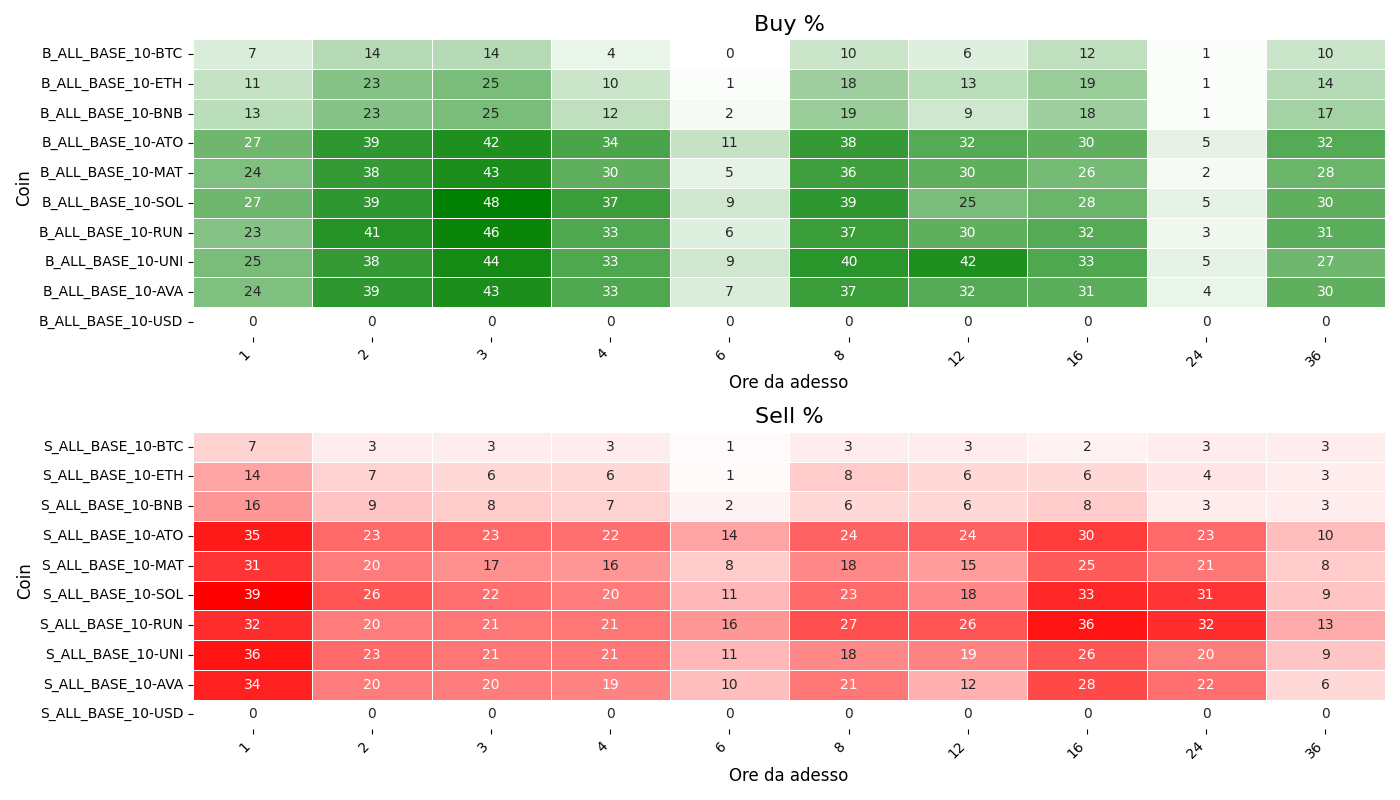 Buy %
Coin
B_ALL_BASE_10-BTC 7 14 14 4 0 10 6 12 1 10
B_ALL_BASE_10-ETH 11 23 25 10 1 18 13 19 1 14
B_ALL_BASE_10-BNB 13 23 25 12 2 19 9 18 1 17
B_ALL_BASE_10-ATO 27 39 42 34 11 38 32 30 5 32
B_ALL_BASE_10-MAT 24 38 43 30 5 36 30 26 2 28
B_ALL_BASE_10-SOL 27 39 48 37 9 39 25 28 5 30
B_ALL_BASE_10-RUN 23 41 46 33 6 37 30 32 3 31
B_ALL_BASE_10-UNI 25 38 44 33 9 40 42 33 5 27
B_ALL_BASE_10-AVA 24 39 43 33 7 37 32 31 4 30
B_ALL_BASE_10-USD 0 0 0 0 0 0 0 0 0 0
1 2 3 4 6 8 12 16 24 36
Ore da adesso
Sell %
Coin
S_ALL_BASE_10-BTC 7 3 3 3 1 3 3 2 3 3
S_ALL_BASE_10-ETH 14 7 6 6 1 8 6 6 4 3
S_ALL_BASE_10-BNB 16 9 8 7 2 6 6 8 3 3
S_ALL_BASE_10-ATO 35 23 23 22 14 24 24 30 23 10
S_ALL_BASE_10-MAT 31 20 17 16 8 18 15 25 21 8
S_ALL_BASE_10-SOL 39 26 22 20 11 23 18 33 31 9
S_ALL_BASE_10-RUN 32 20 21 21 16 27 26 36 32 13
S_ALL_BASE_10-UNI 36 23 21 21 11 18 19 26 20 9
S_ALL_BASE_10-AVA 34 20 20 19 10 21 12 28 22 6
S_ALL_BASE_10-USD 0 0 0 0 0 0 0 0 0 0
1 2 3 4 6 8 12 16 24 36
Ore da adesso